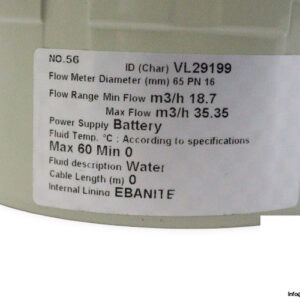 NO.56
ID (Char) VL29199
Flow Meter Diameter (mm) 65 PN 16
Flow Range Min Flow m3/h 18.7
Max Flow m3/h 35.35
Power Supply Battery
Fluid Temp. °C : According to specifications
Max 60 Min 0
Fluid description Water
Cable Length (m) 0
Internal Lining EBANITE